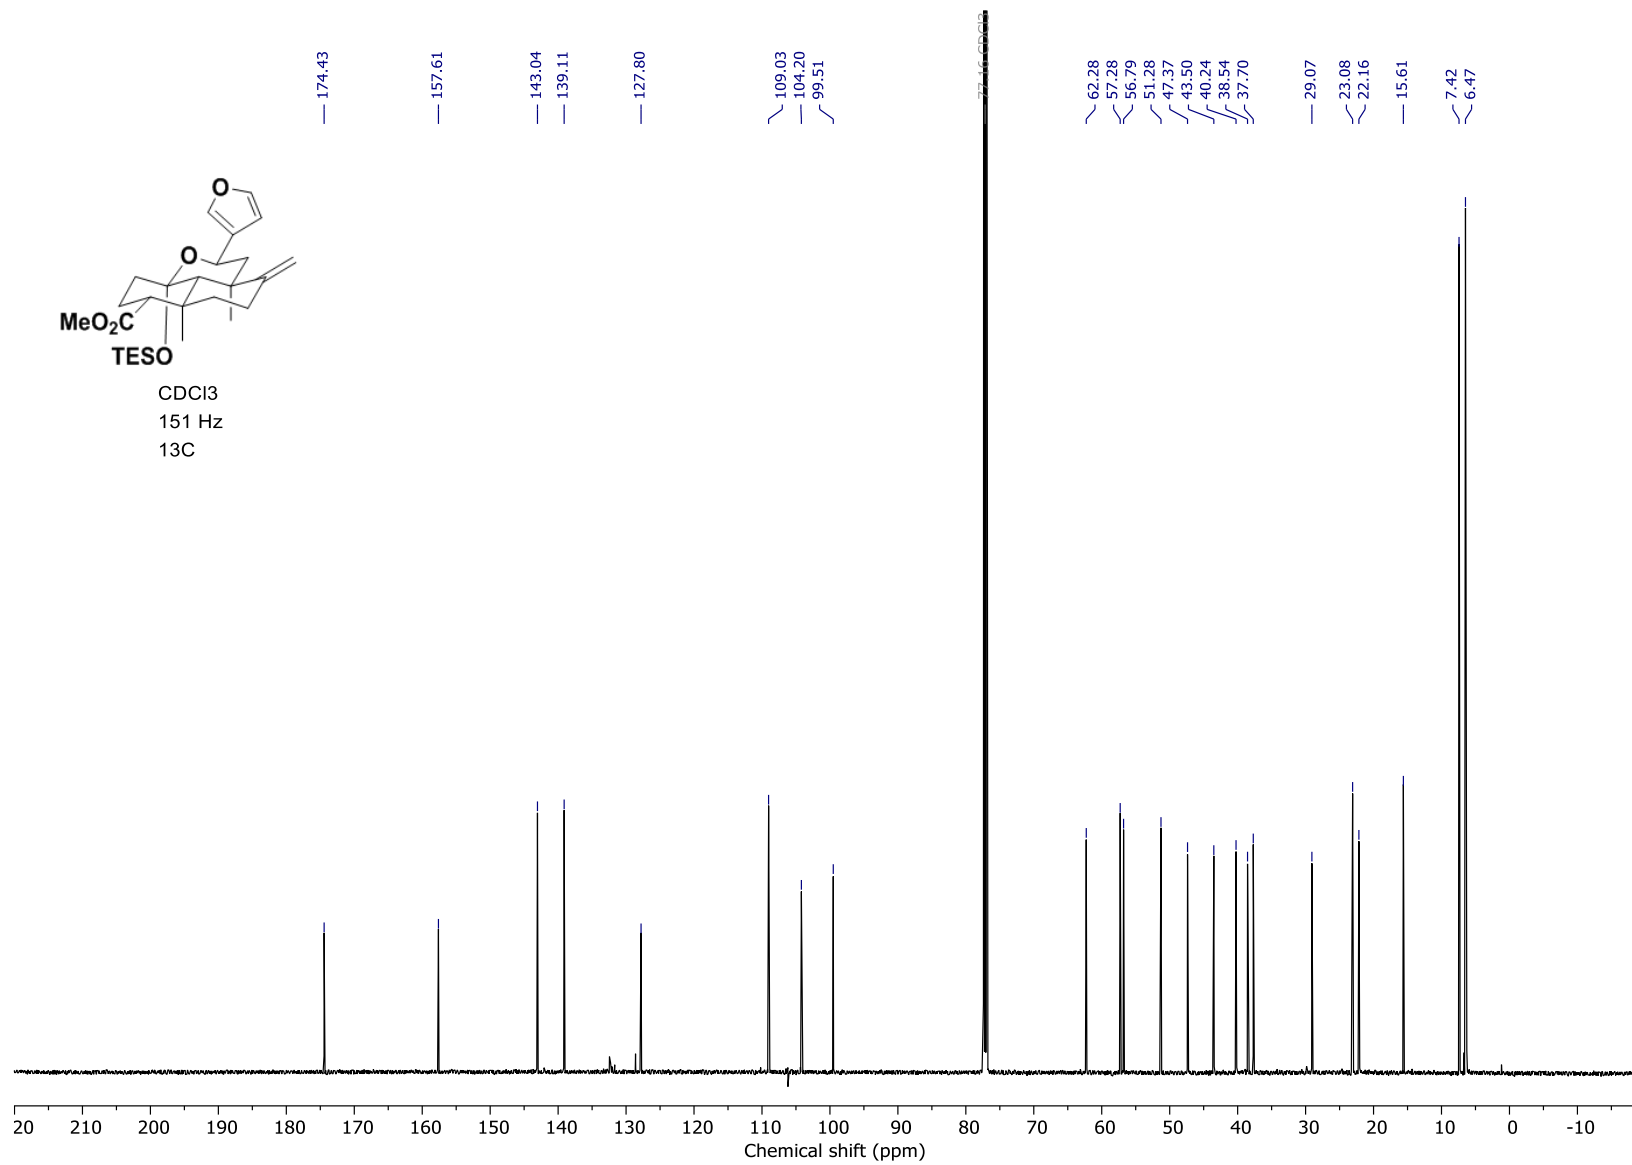 174.43
157.61
143.04
139.11
127.80
109.03
104.20
99.51
77.16 CDCl3
62.28
57.28
56.79
51.28
47.37
43.50
40.24
38.54
37.70
29.07
23.08
22.16
15.61
7.42
6.47
O
O
MeO₂C
TESO
CDCl3
151 Hz
13C
20 210 200 190 180 170 160 150 140 130 120 110 100 90 80 70 60 50 40 30 20 10 0 -10
Chemical shift (ppm)